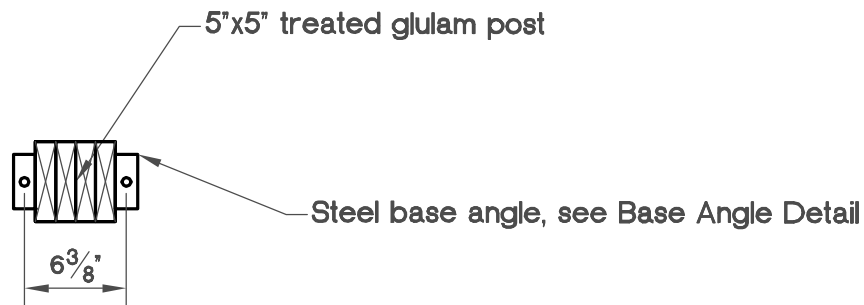 5"x5" treated glulam post
Steel base angle, see Base Angle Detail
6 3/8"